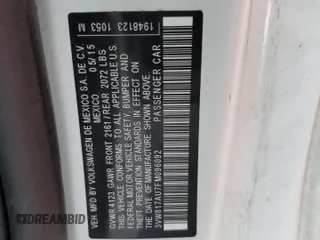 1948123 1053 M
VEH. MFD. BY VOLKSWAGEN DE MEXICO S.A. DE C.V.
MEXICO 05/15
GVWR 4123 GAWR FRONT 2161/REAR 2072 LBS
THIS VEHICLE CONFORMS TO ALL APPLICABLE U.S.
FEDERAL MOTOR VEHICLE SAFETY, BUMPER, AND
THEFT PREVENTION STANDARDS IN EFFECT ON
THE DATE OF MANUFACTURE SHOWN ABOVE.
3VW817AU7FM096092 PASSENGER CAR
DREAMBID